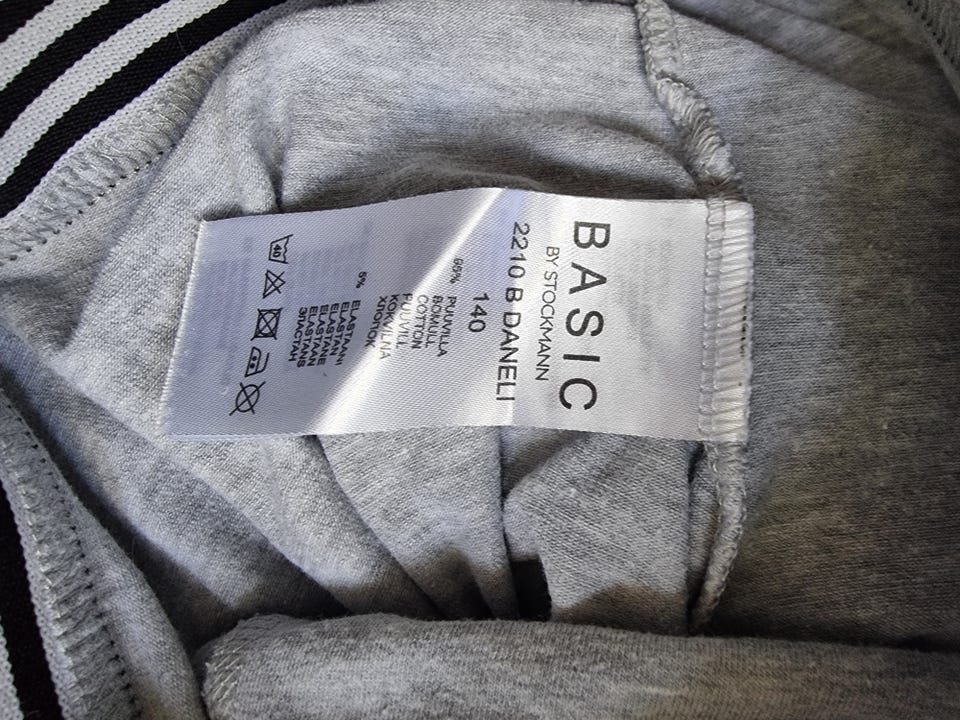 BASIC
BY STOCKMANN
2210 B DANELI
140
95% PUUVILLA
BOMULL
COTTON
PUUVILL
KOKVILNA
ХЛОПОК
5% ELASTAANI
ELASTAN
ELASTANE
ELASTAAN
ELASTANS
ЭЛАСТАН
40